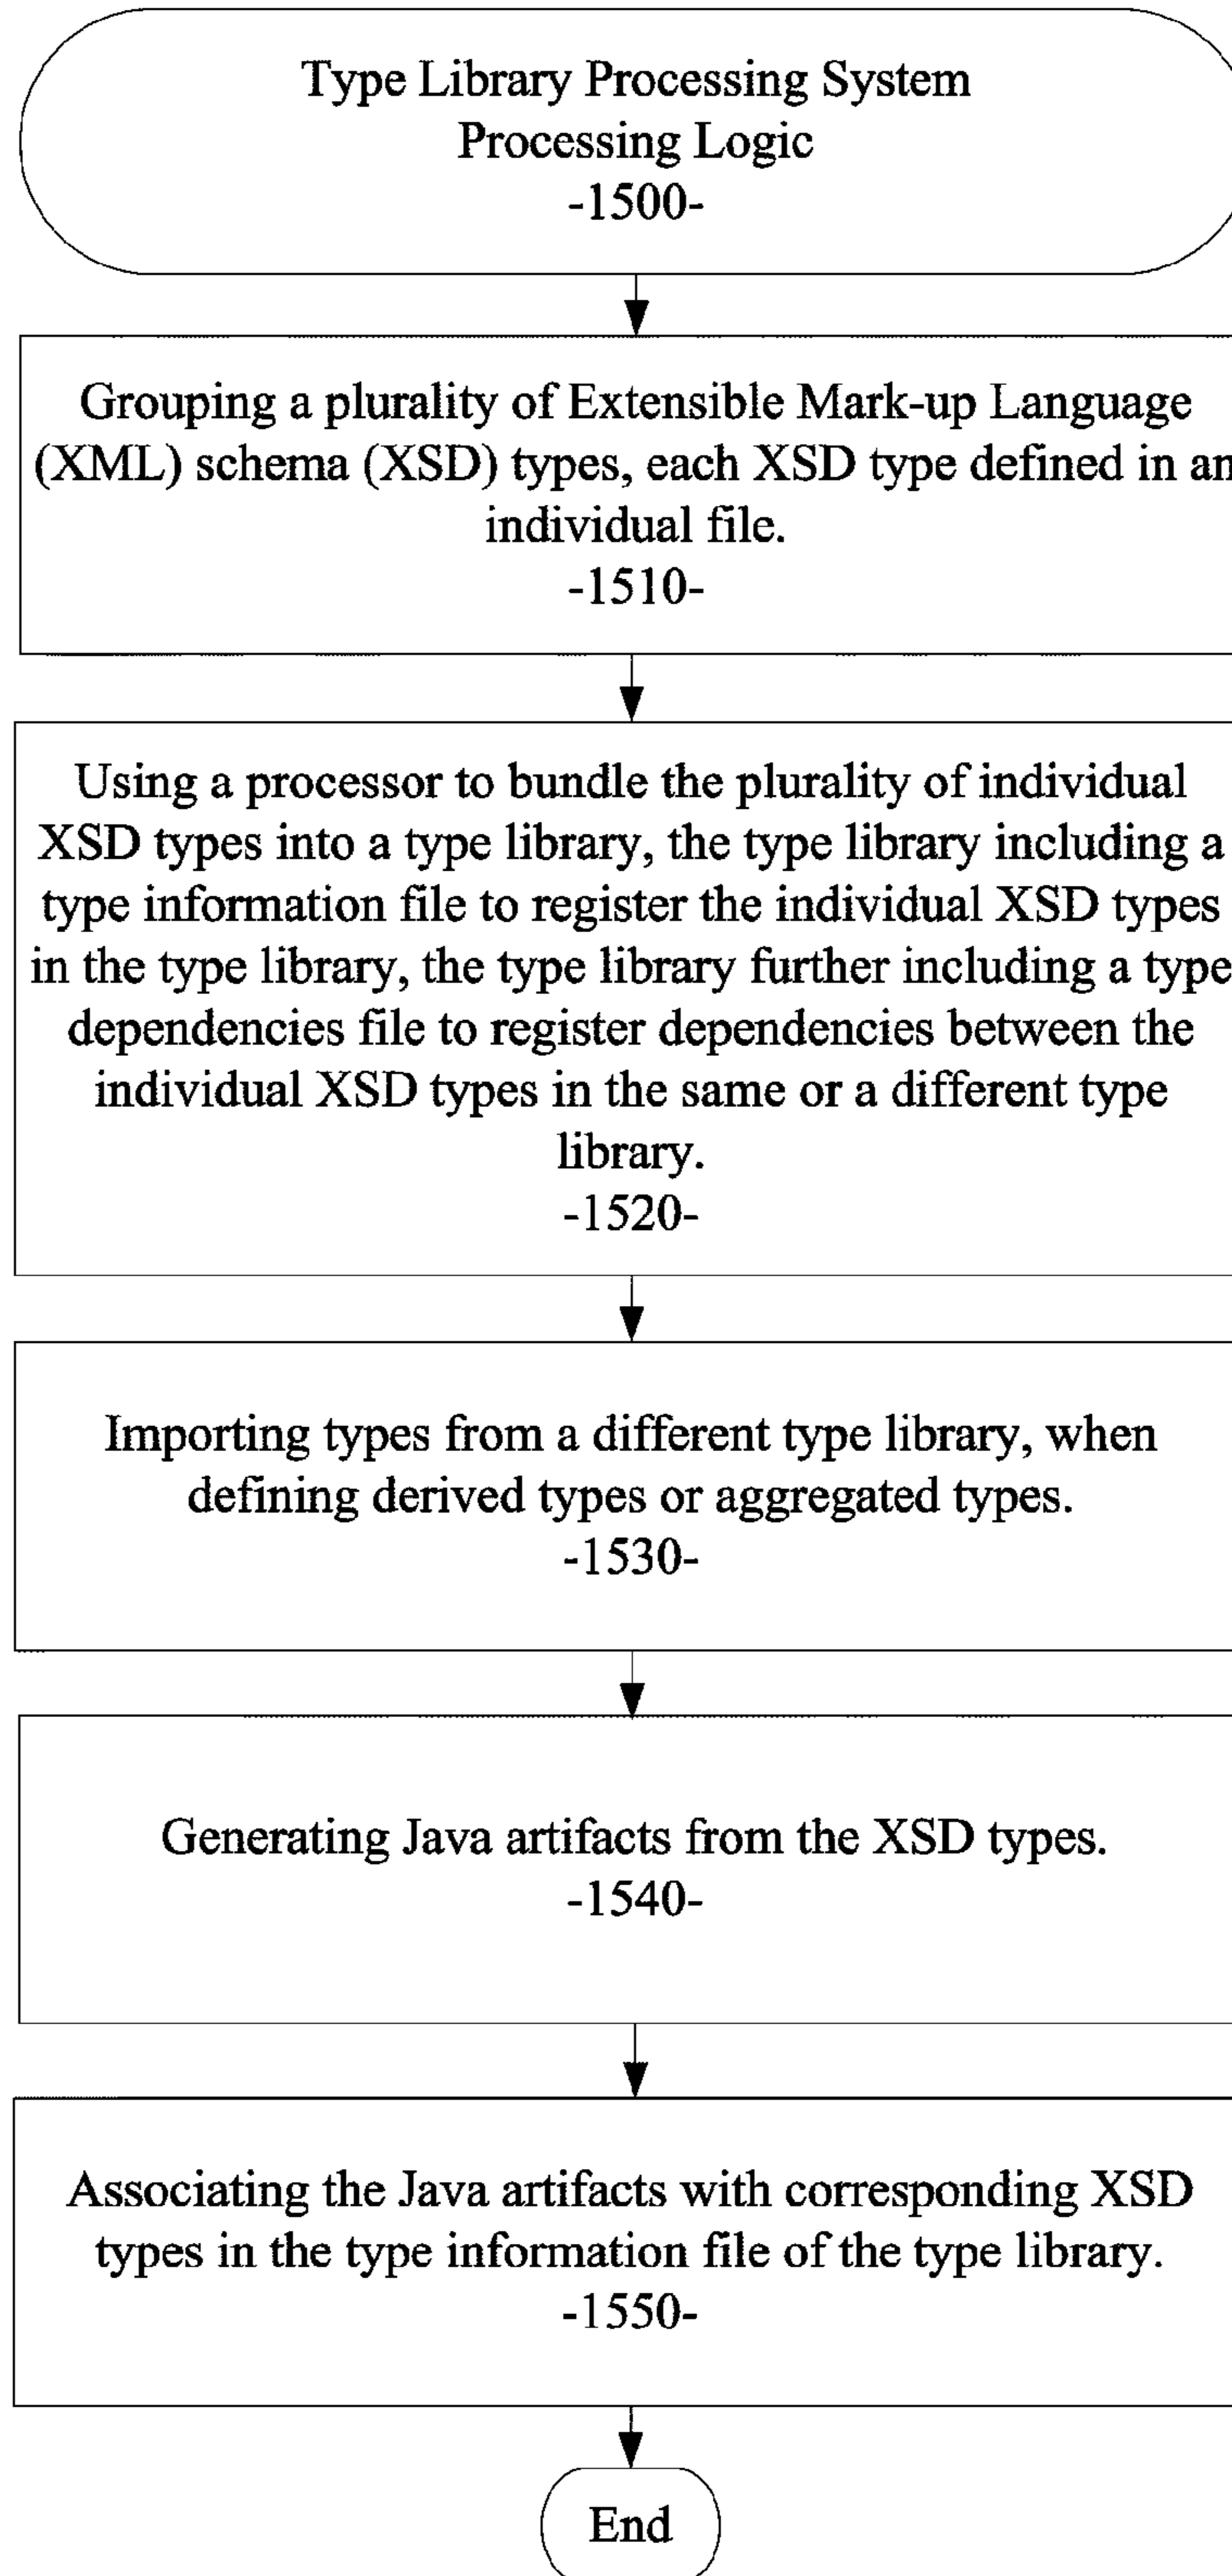 Type Library Processing System
Processing Logic
-1500-
Grouping a plurality of Extensible Mark-up Language
(XML) schema (XSD) types, each XSD type defined in an
individual file.
-1510-
Using a processor to bundle the plurality of individual
XSD types into a type library, the type library including a
type information file to register the individual XSD types
in the type library, the type library further including a type
dependencies file to register dependencies between the
individual XSD types in the same or a different type
library.
-1520-
Importing types from a different type library, when
defining derived types or aggregated types.
-1530-
Generating Java artifacts from the XSD types.
-1540-
Associating the Java artifacts with corresponding XSD
types in the type information file of the type library.
-1550-
End